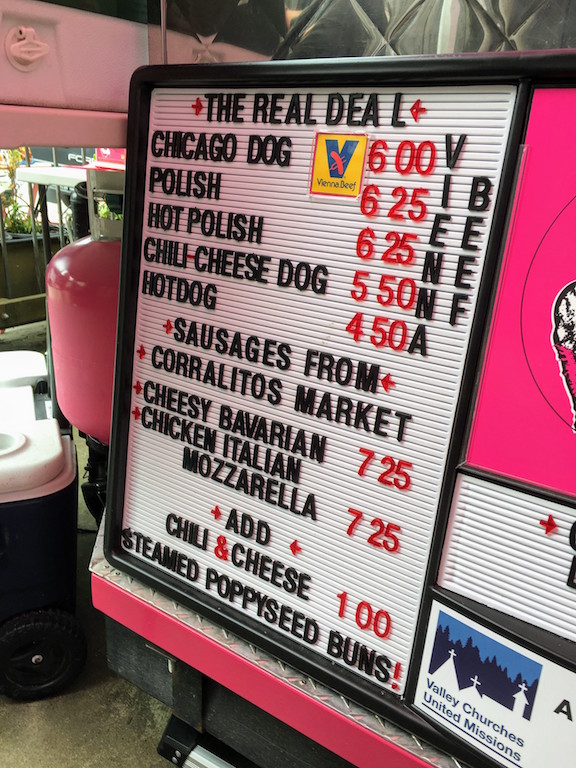 THE REAL DEAL
CHICAGO DOG 6 00
Vienna Beef
POLISH 6 25
HOT POLISH 6 25
CHILI-CHEESE DOG 5 50
HOTDOG 4 50
VIENNA
BEEF
SAUSAGES FROM
CORRALITOS MARKET
CHEESY BAVARIAN 7 25
CHICKEN ITALIAN
MOZZARELLA 7 25
ADD
CHILI & CHEESE 1 00
STEAMED POPPYSEED BUNS!
Valley Churches
United Missions
A